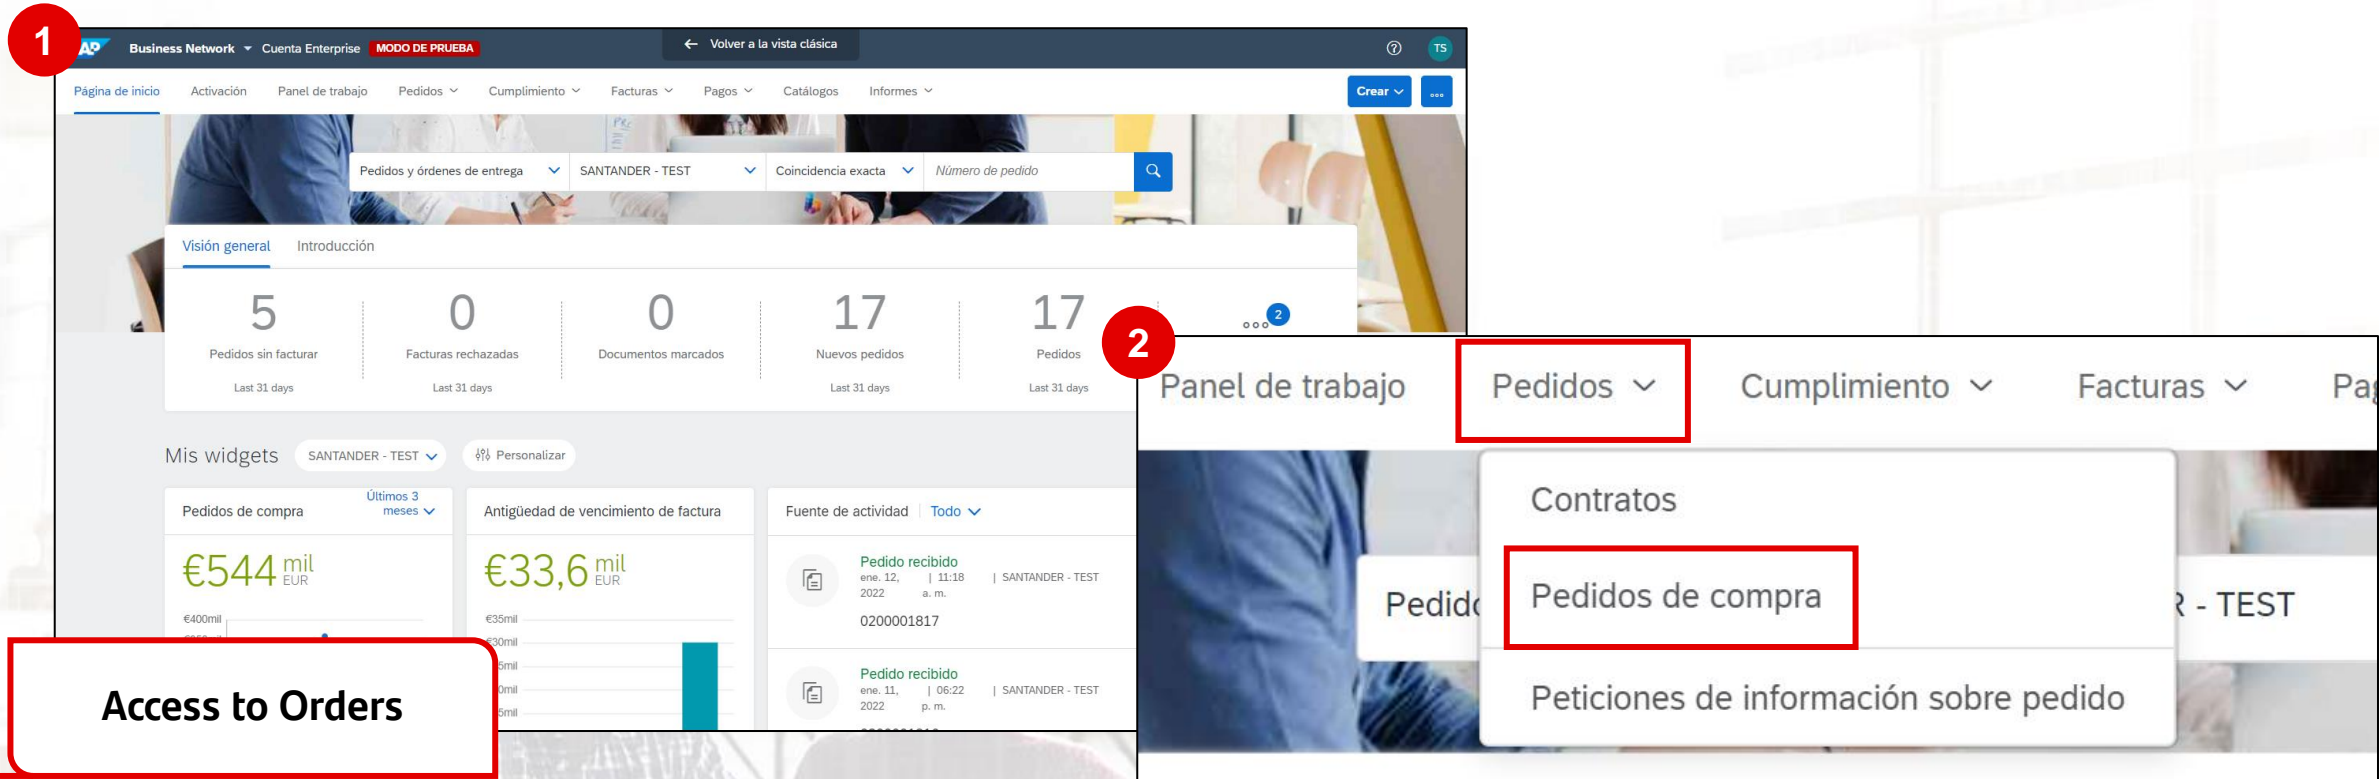 1
Business Network Cuenta Enterprise MODO DE PRUEBA
← Volver a la vista clásica
TS
Página de inicio Activación Panel de trabajo Pedidos Cumplimiento Facturas Pagos Catálogos Informes
Crear
Pedidos y órdenes de entrega SANTANDER - TEST Coincidencia exacta Número de pedido
Visión general Introducción
5 0 0 17 17
2
Pedidos sin facturar Facturas rechazadas Documentos marcados Nuevos pedidos Pedidos
Last 31 days Last 31 days Last 31 days Last 31 days
Mis widgets SANTANDER - TEST Personalizar
Pedidos de compra
Últimos 3
meses
€544 mil
EUR
€400mil
Antigüedad de vencimiento de factura
€33,6 mil
EUR
€35mil
€30mil
Fuente de actividad Todo
Pedido recibido
ene. 12, | 11:18 | SANTANDER - TEST
2022 a. m.
0200001817
Pedido recibido
ene. 11, | 06:22 | SANTANDER - TEST
2022 p. m.
Access to Orders
2
Panel de trabajo Pedidos Cumplimiento Facturas
Contratos
Pedidos de compra
- TEST
Peticiones de información sobre pedido